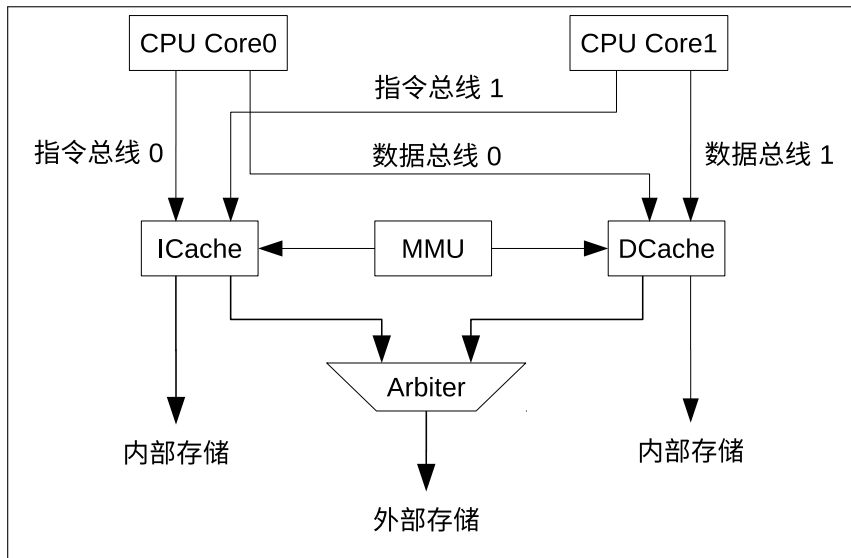 CPU Core0
CPU Core1
指令总线 1
指令总线 0
数据总线 0
数据总线 1
ICache
MMU
DCache
Arbiter
内部存储
内部存储
外部存储